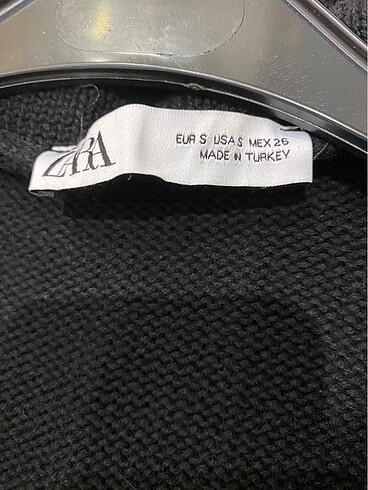 ZARA
EUR S USA S MEX 26
MADE IN TURKEY